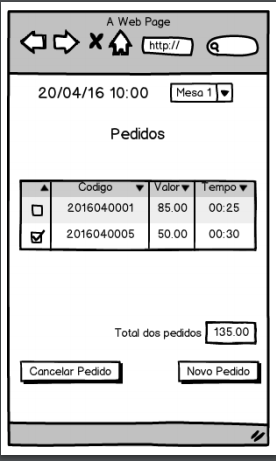 A Web Page
http://
20/04/16 10:00 Mesa 1
Pedidos
Codigo Valor Tempo
2016040001 85.00 00:25
2016040005 50.00 00:30
Total dos pedidos 135.00
Cancelar Pedido Novo Pedido